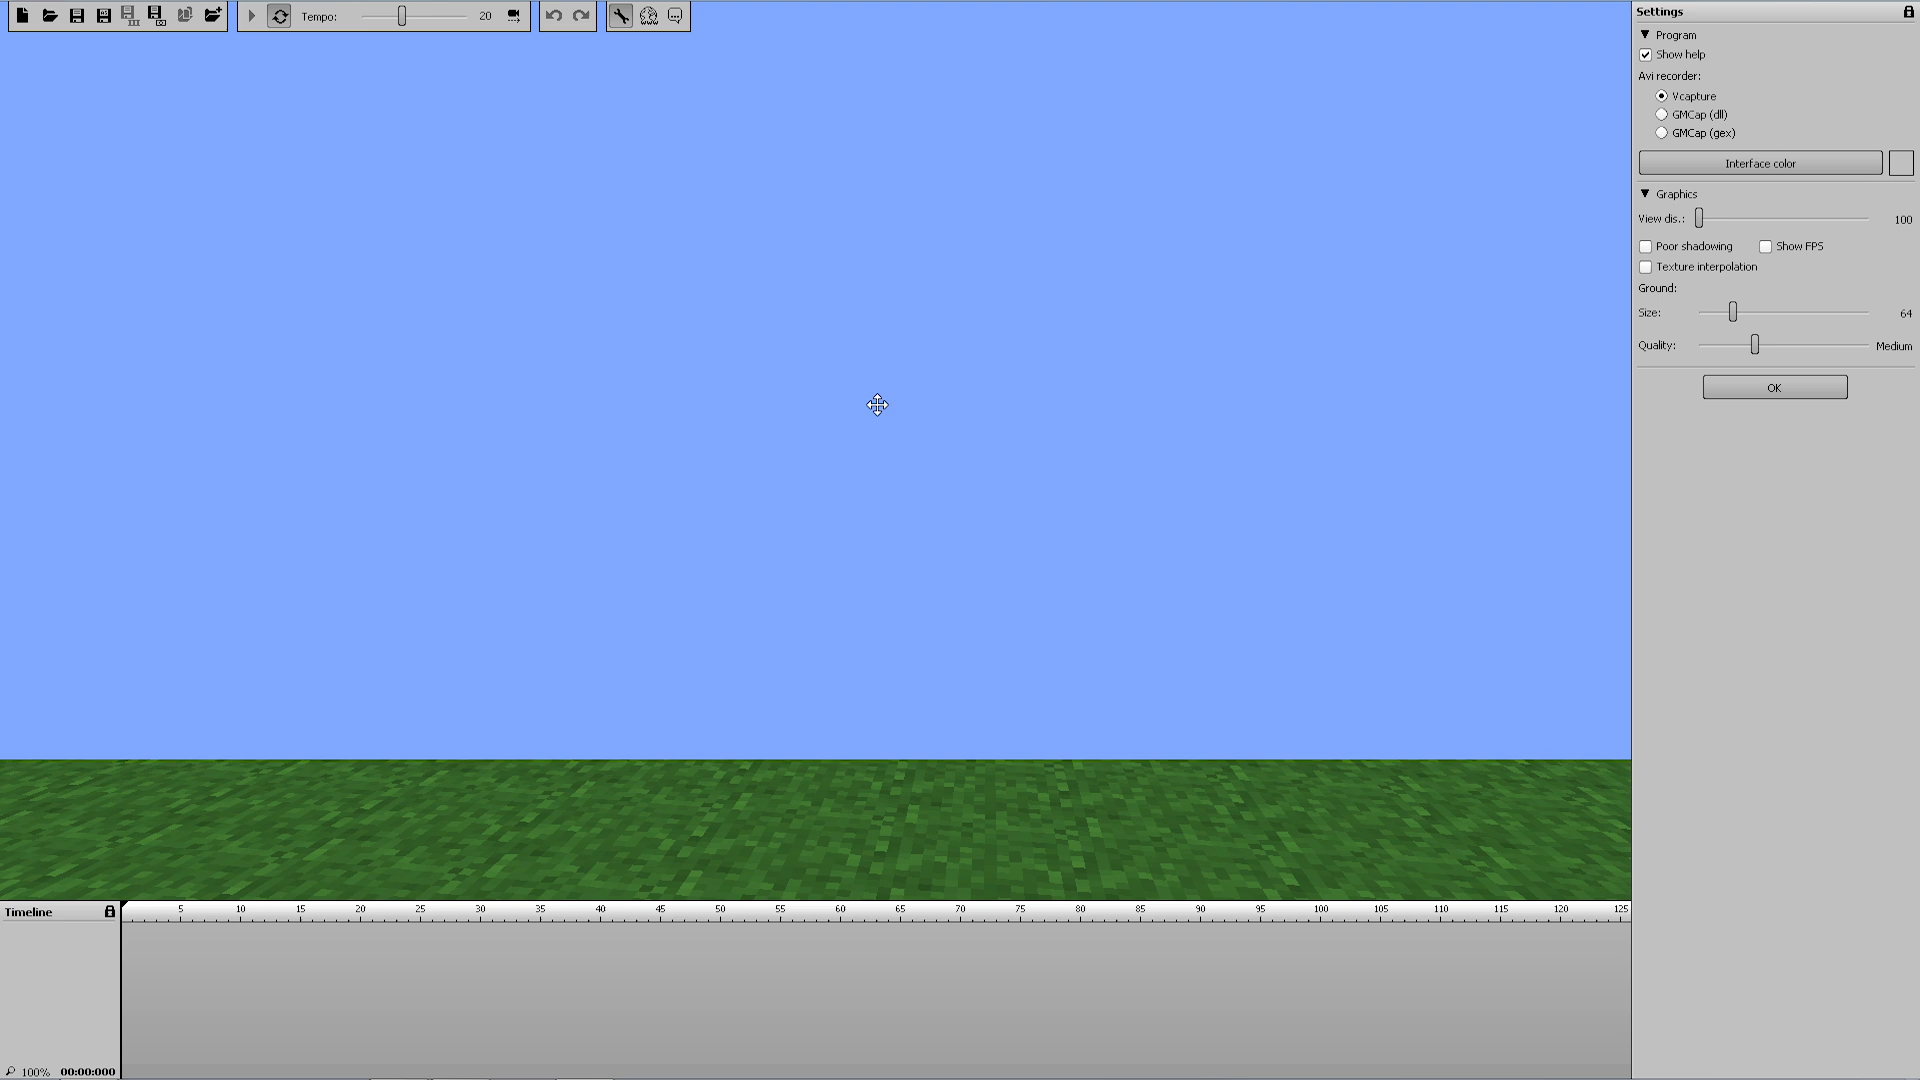 Tempo: 20
Settings
Program
Show help
Avi recorder:
Vcapture
GMCap (dll)
GMCap (gex)
Interface color
Graphics
View dis.: 100
Poor shadowing Show FPS
Texture interpolation
Ground:
Size: 64
Quality: Medium
OK
Timeline 5 10 15 20 25 30 35 40 45 50 55 60 65 70 75 80 85 90 95 100 105 110 115 120 125
100% 00:00:000